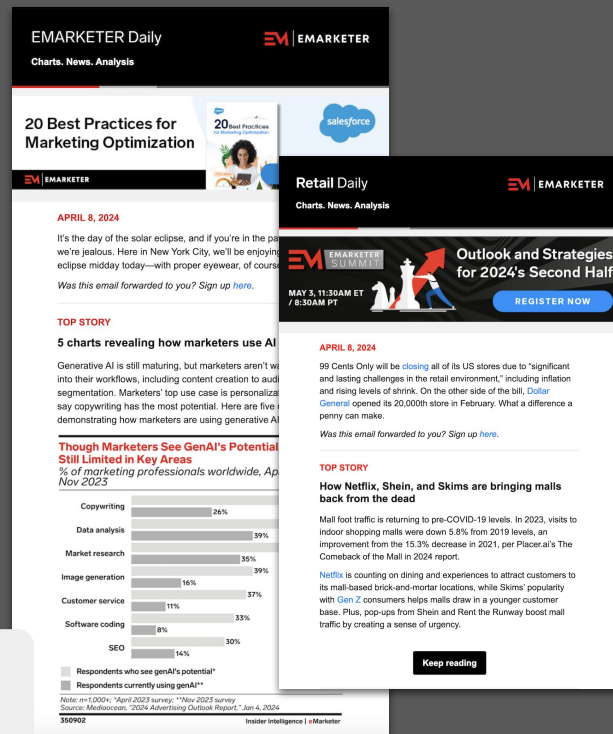 EMARKETER Daily
EM EMARKETER
Charts. News. Analysis
20 Best Practices for
Marketing Optimization
20 Best Practices
for Marketing Optimization
salesforce
EM EMARKETER
APRIL 8, 2024
It's the day of the solar eclipse, and if you're in the
we're jealous. Here in New York City, we'll be enjoying
eclipse midday today—with proper eyewear, of
Was this email forwarded to you? Sign up here.
TOP STORY
5 charts revealing how marketers use AI
Generative AI is still maturing, but marketers aren't
into their workflows, including content creation to
segmentation. Marketers' top use case is
say copywriting has the most potential. Here are five
demonstrating how marketers are using generative
Though Marketers See GenAI's Potential
Still Limited in Key Areas
% of marketing professionals worldwide,
Nov 2023
Copywriting
26%
Data analysis
39%
Market research
35%
39%
Image generation
16%
37%
Customer service
11%
33%
Software coding
8%
30%
SEO
14%
Respondents who see genAI's potential*
Respondents currently using genAI**
Note: n=1,000+; *April 2023 survey; **Nov 2023 survey
Source: Mediaocean, "2024 Advertising Outlook Report," Jan 4, 2024
350902
Insider Intelligence | eMarketer
Retail Daily
EM EMARKETER
Charts. News. Analysis
EM EMARKETER
SUMMIT
MAY 3, 11:30AM ET
/ 8:30AM PT
Outlook and Strategies
for 2024's Second Half
REGISTER NOW
APRIL 8, 2024
99 Cents Only will be closing all of its US stores due to "significant
and lasting challenges in the retail environment," including inflation
and rising levels of shrink. On the other side of the bill, Dollar
General opened its 20,000th store in February. What a difference a
penny can make.
Was this email forwarded to you? Sign up here.
TOP STORY
How Netflix, Shein, and Skims are bringing malls
back from the dead
Mall foot traffic is returning to pre-COVID-19 levels. In 2023, visits to
indoor shopping malls were down 5.8% from 2019 levels, an
improvement from the 15.3% decrease in 2021, per Placer.ai's The
Comeback of the Mall in 2024 report.
Netflix is counting on dining and experiences to attract customers to
its mall-based brick-and-mortar locations, while Skims' popularity
with Gen Z consumers helps malls draw in a younger customer
base. Plus, pop-ups from Shein and Rent the Runway boost mall
traffic by creating a sense of urgency.
Keep reading